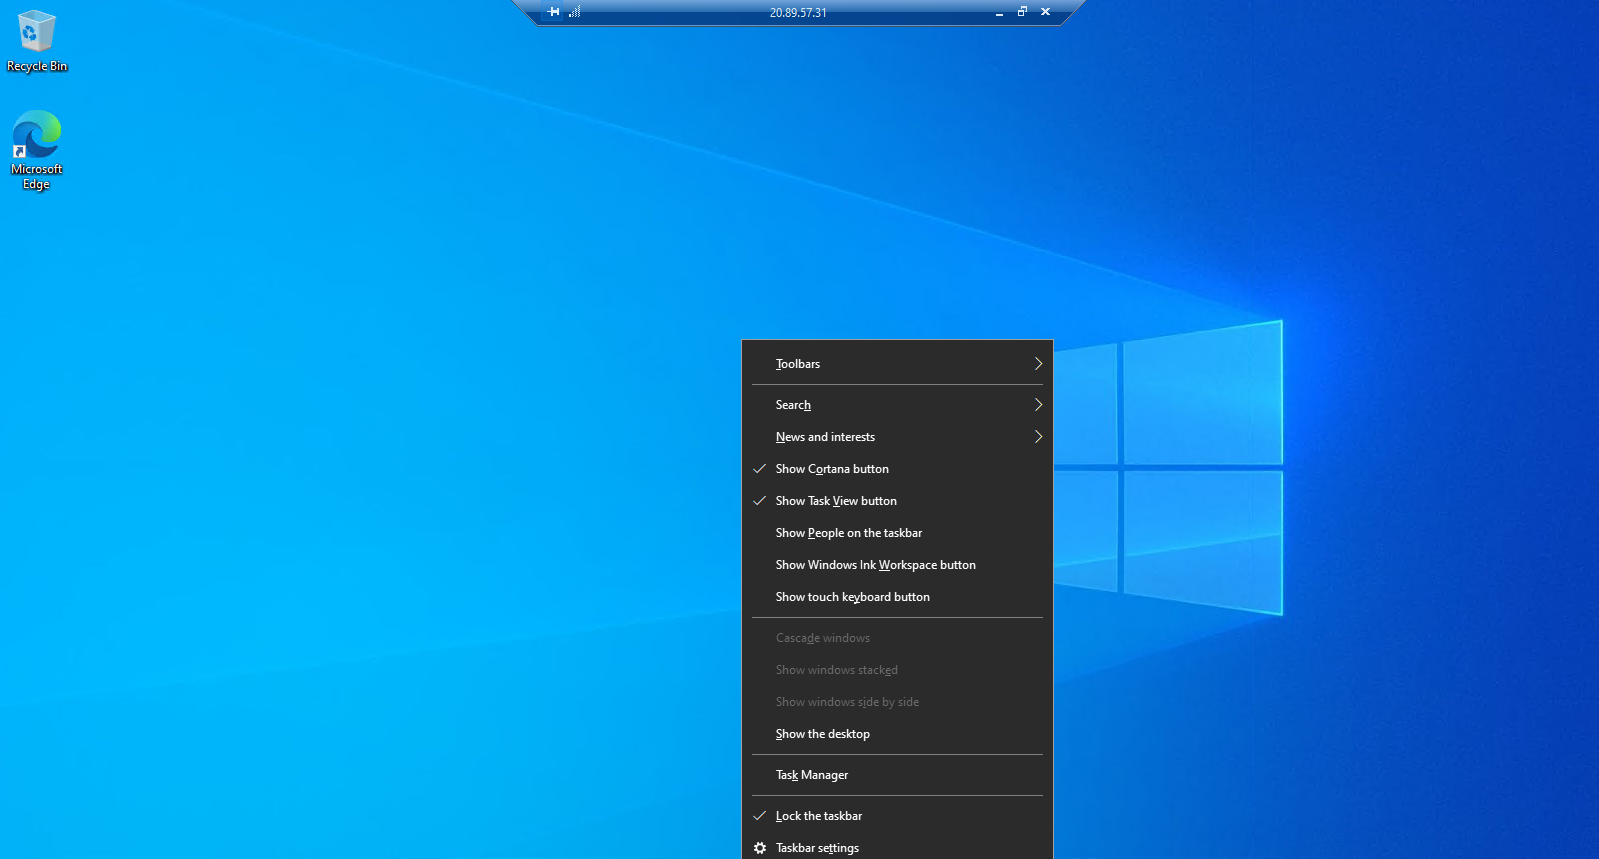 20.89.57.31
Recycle Bin
Microsoft
Edge
Toolbars
Search
News and interests
Show Cortana button
Show Task View button
Show People on the taskbar
Show Windows Ink Workspace button
Show touch keyboard button
Cascade windows
Show windows stacked
Show windows side by side
Show the desktop
Task Manager
Lock the taskbar
Taskbar settings